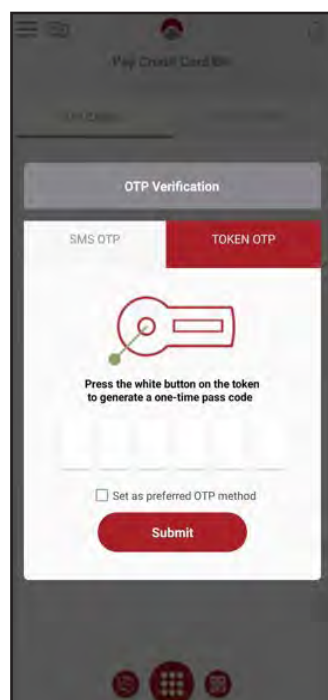 Pay Credit Card Bill
OTP Verification
SMS OTP
TOKEN OTP
Press the white button on the token
to generate a one-time pass code
Set as preferred OTP method
Submit